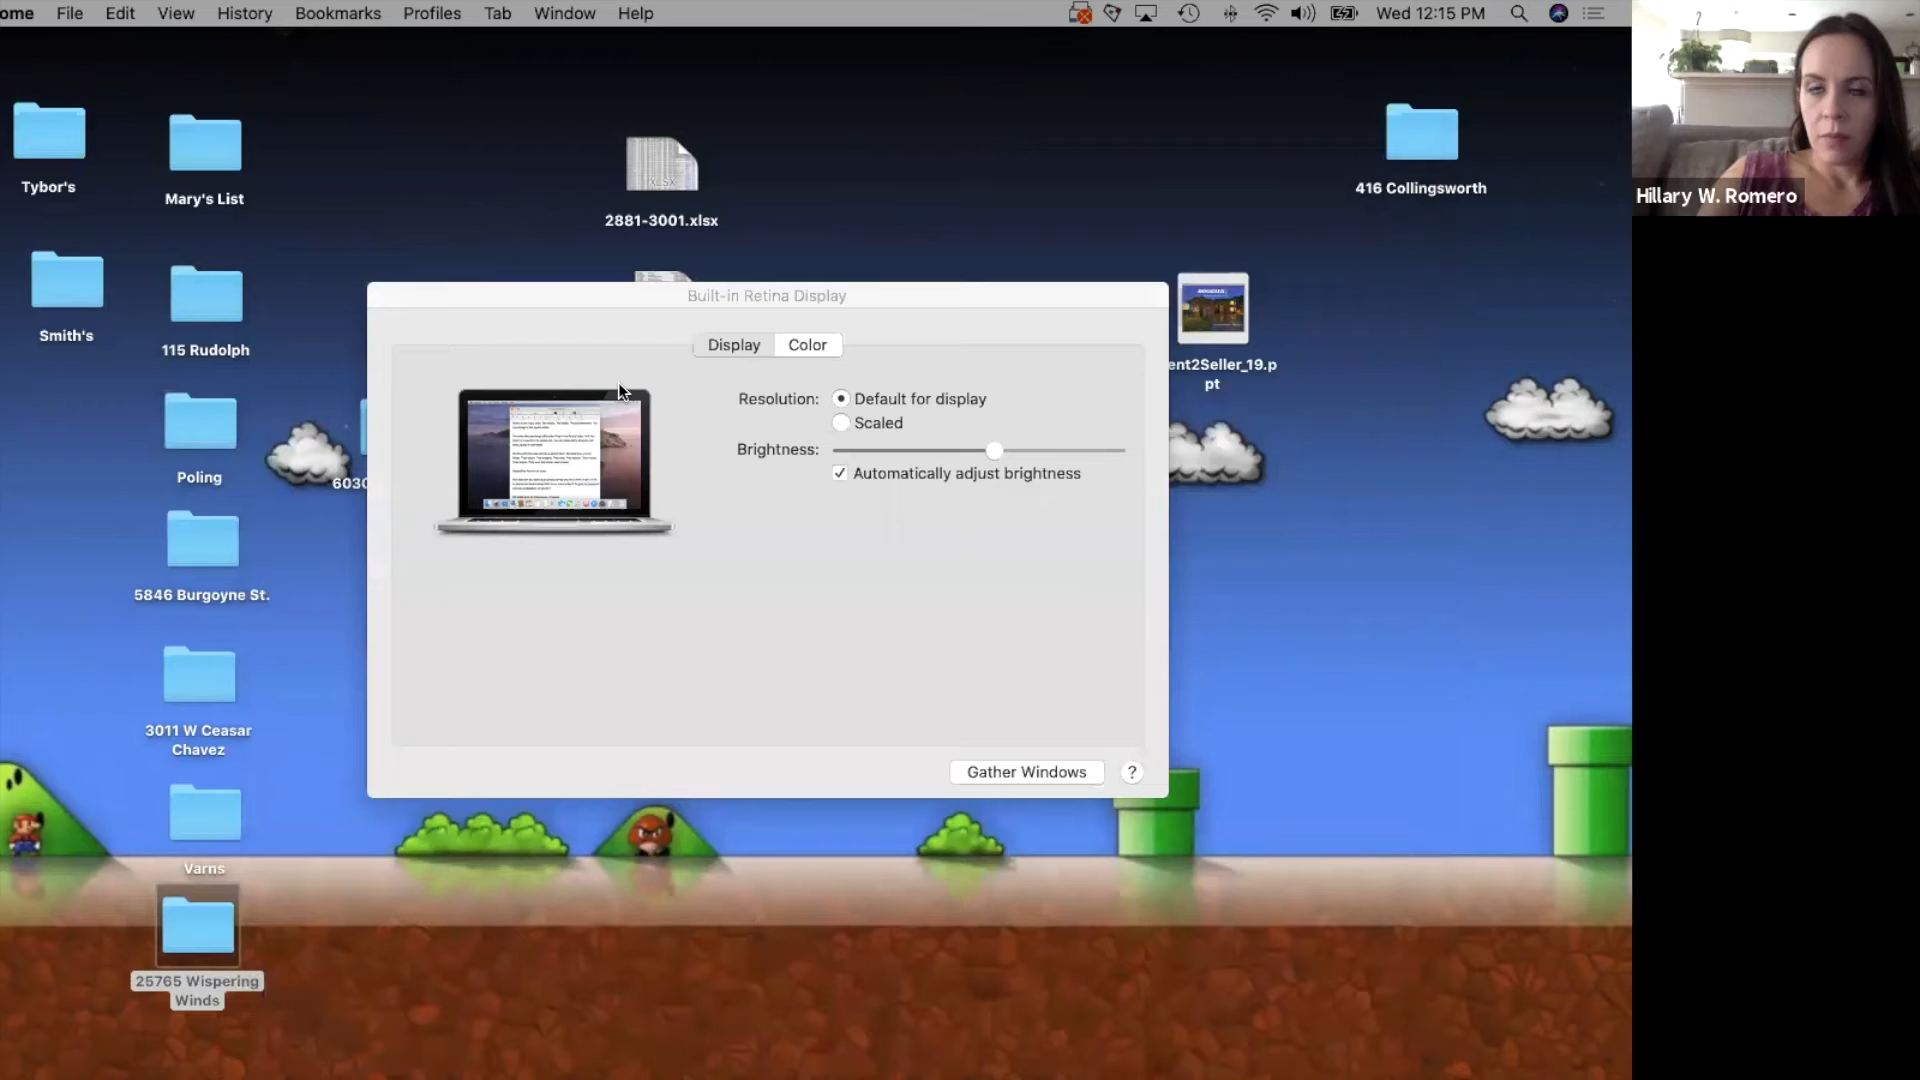 ome File Edit View History Bookmarks Profiles Tab Window Help
Wed 12:15 PM
Hillary W. Romero
Tybor's
Mary's List
XLSX
2881-3001.xlsx
416 Collingsworth
Smith's
115 Rudolph
Built-in Retina Display
Display Color
Resolution: Default for display
Scaled
Brightness:
Automatically adjust brightness
ent2Seller_19.p
pt
Poling
6030
5846 Burgoyne St.
3011 W Ceasar
Chavez
Gather Windows ?
Varns
25765 Wispering
Winds